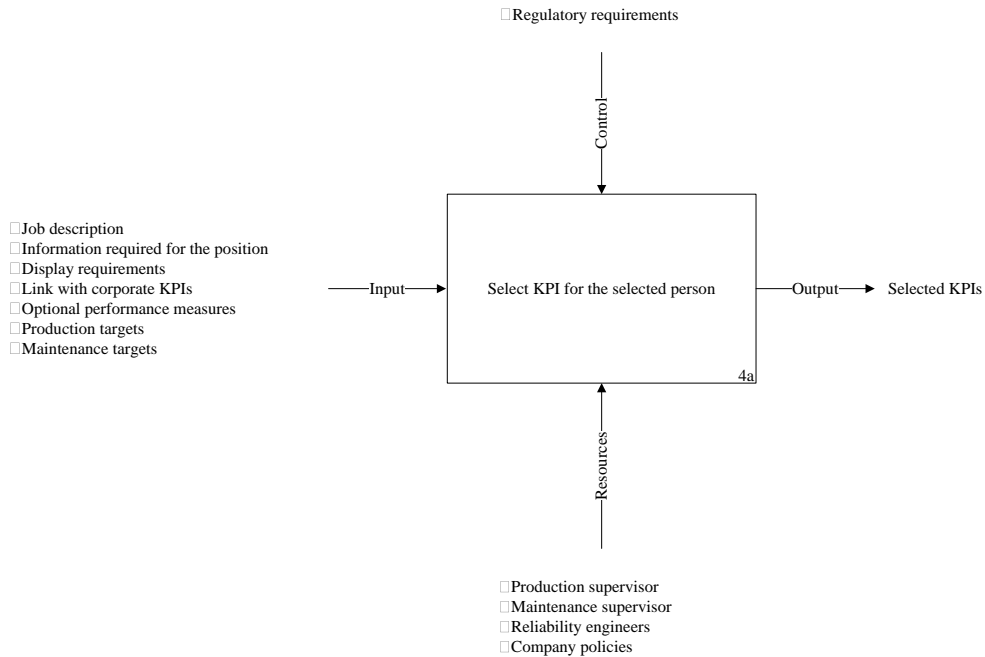 Regulatory requirements
Control
Job description
Information required for the position
Display requirements
Link with corporate KPIs
Optional performance measures
Production targets
Maintenance targets
Input
Select KPI for the selected person
4a
Output
Selected KPIs
Resources
Production supervisor
Maintenance supervisor
Reliability engineers
Company policies